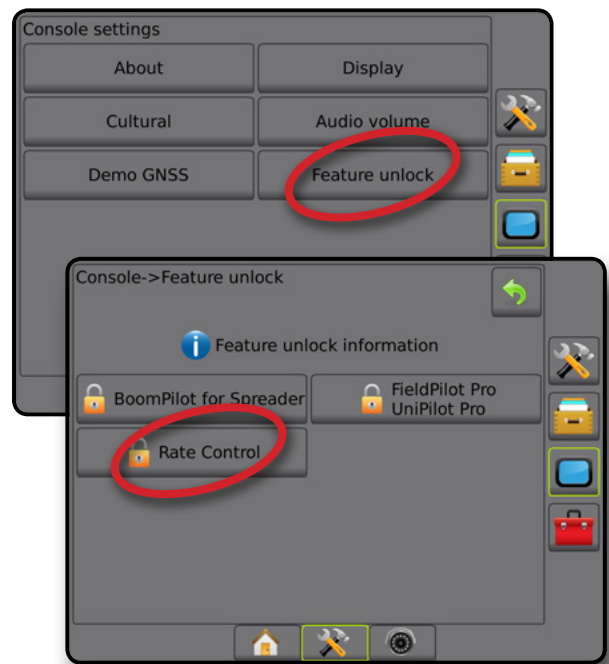 Console settings
About
Display
Cultural
Audio volume
Demo GNSS
Feature unlock
Console->Feature unlock
Feature unlock information
BoomPilot for Spreader
FieldPilot Pro
UniPilot Pro
Rate Control